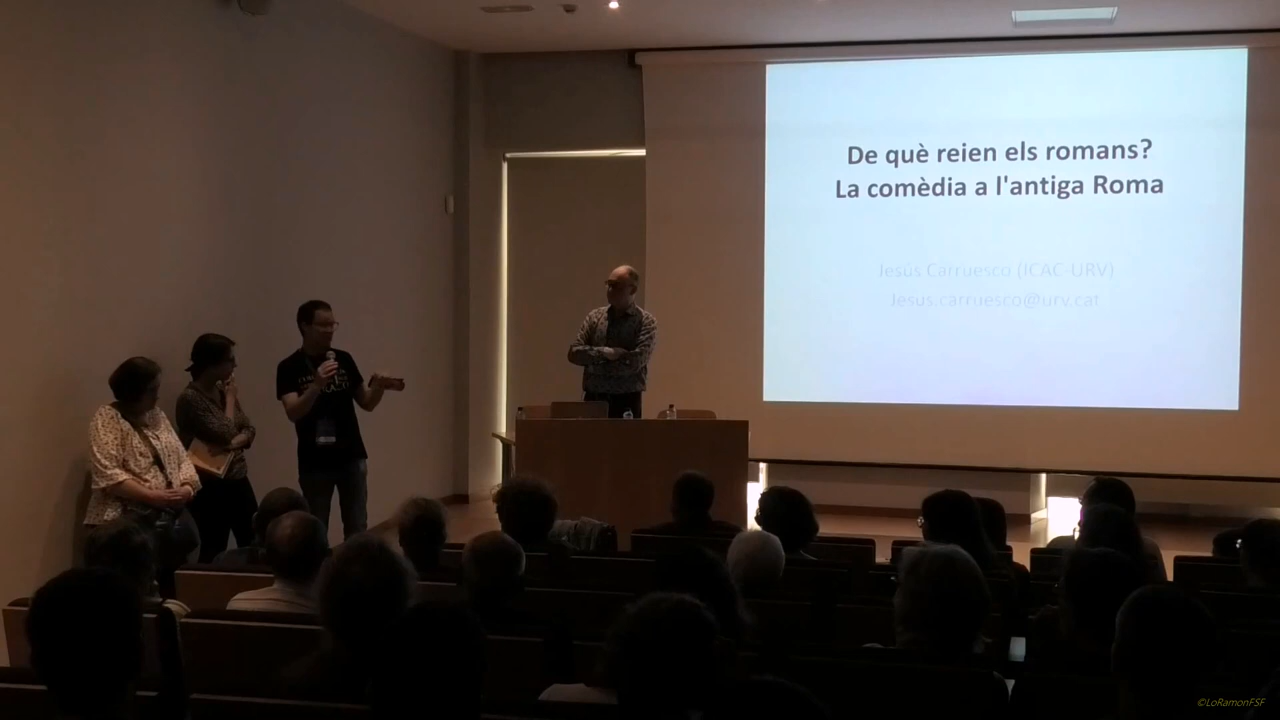 De què reien els romans?
La comèdia a l'antiga Roma
Jesús Carruesco (ICAC-URV)
Jesus.carruesco@urv.cat
©LoRamonFSF